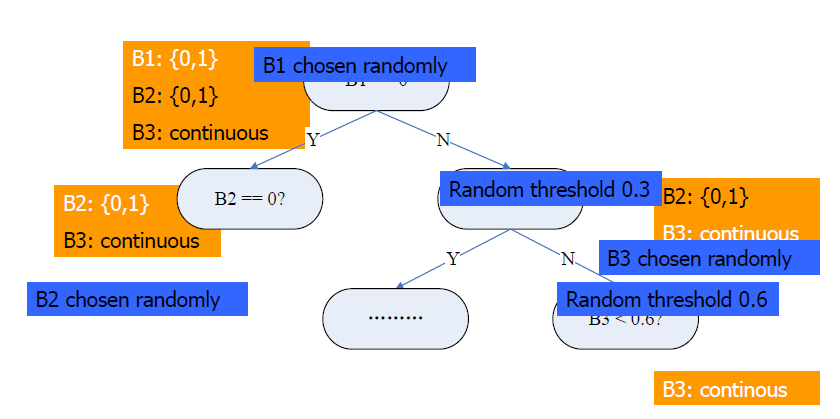 B1: {0,1}
B1 chosen randomly
B2: {0,1}
B3: continuous
Y
N
B2: {0,1}
B3: continuous
B2 == 0?
Random threshold 0.3
B2: {0,1}
B3: continuous
B3 chosen randomly
Y
N
B2 chosen randomly
Random threshold 0.6
.........
B3 < 0.6?
B3: continous